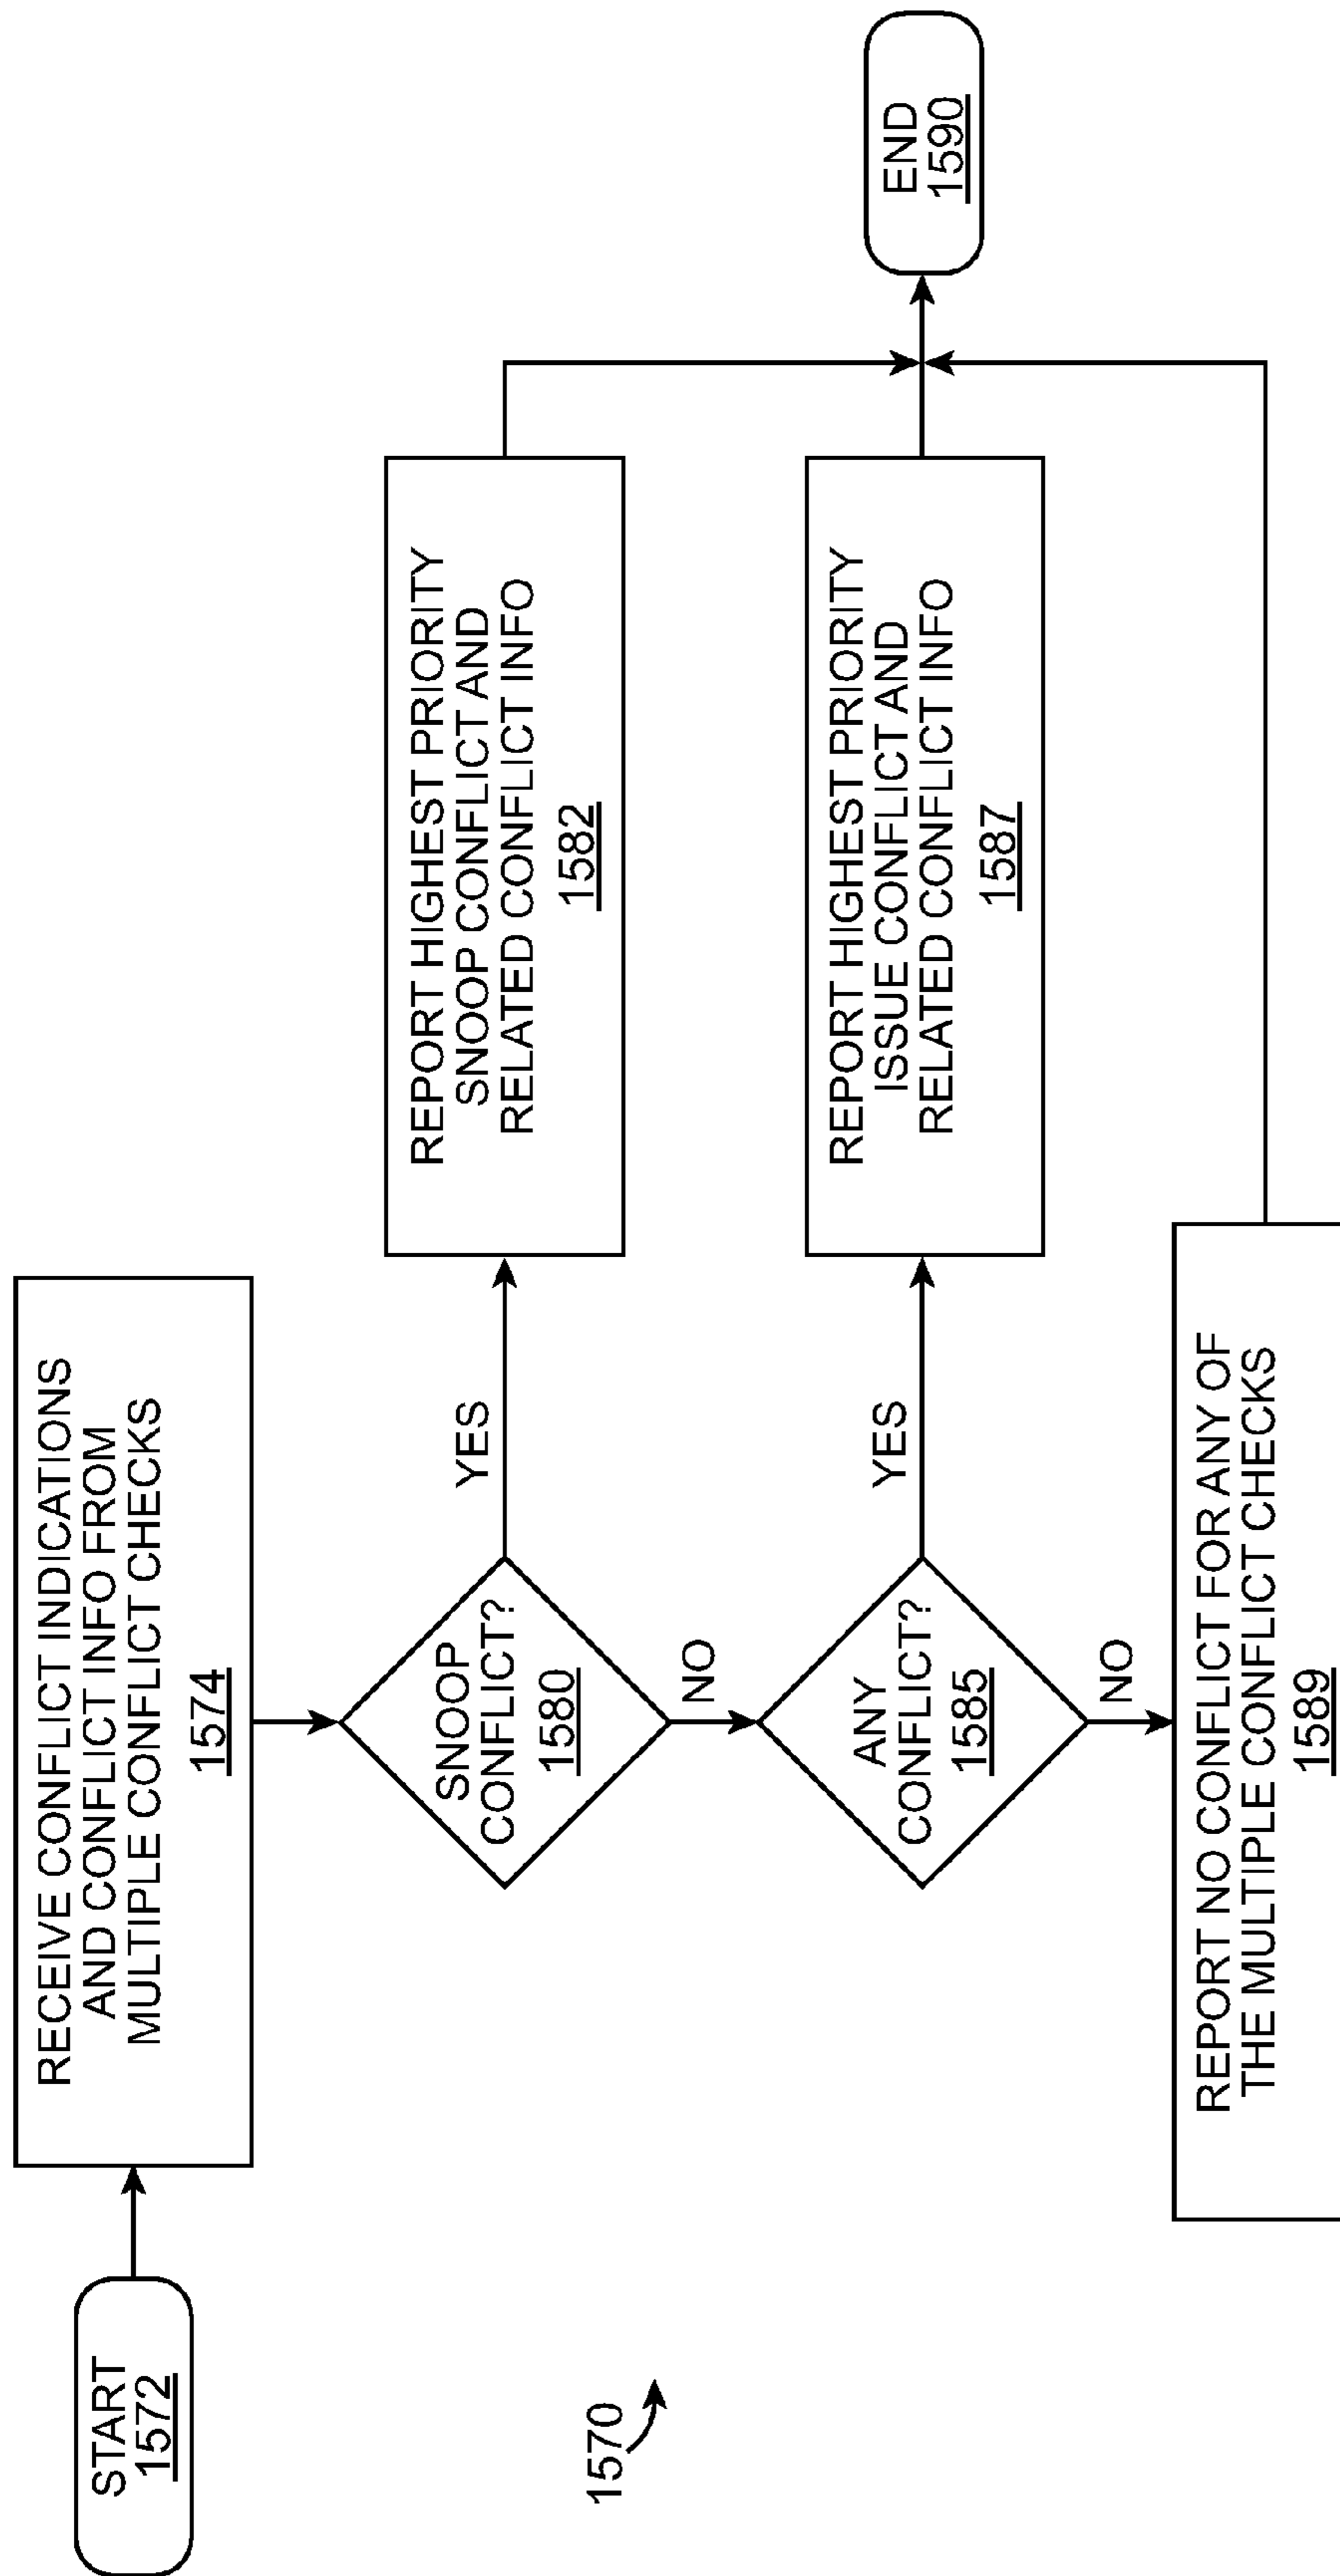 START
1572
RECEIVE CONFLICT INDICATIONS
AND CONFLICT INFO FROM
MULTIPLE CONFLICT CHECKS
1574
SNOOP
CONFLICT?
1580
YES
REPORT HIGHEST PRIORITY
SNOOP CONFLICT AND
RELATED CONFLICT INFO
1582
NO
ANY
CONFLICT?
1585
YES
REPORT HIGHEST PRIORITY
ISSUE CONFLICT AND
RELATED CONFLICT INFO
1587
NO
REPORT NO CONFLICT FOR ANY OF
THE MULTIPLE CONFLICT CHECKS
1589
END
1590
1570